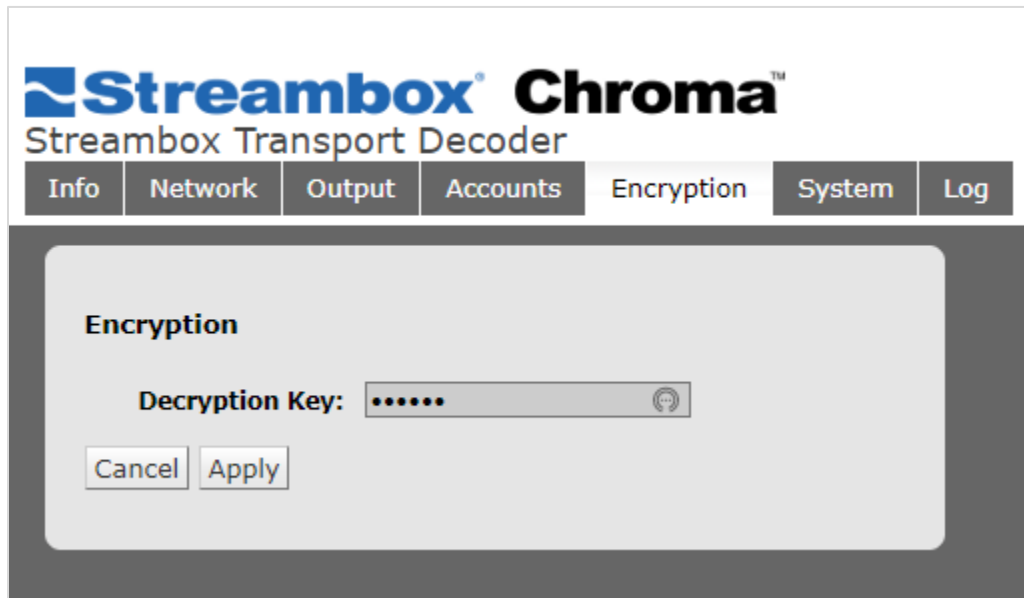 Streambox® Chroma™
Streambox Transport Decoder
Info Network Output Accounts Encryption System Log
Encryption
Decryption Key: ••••••
Cancel Apply